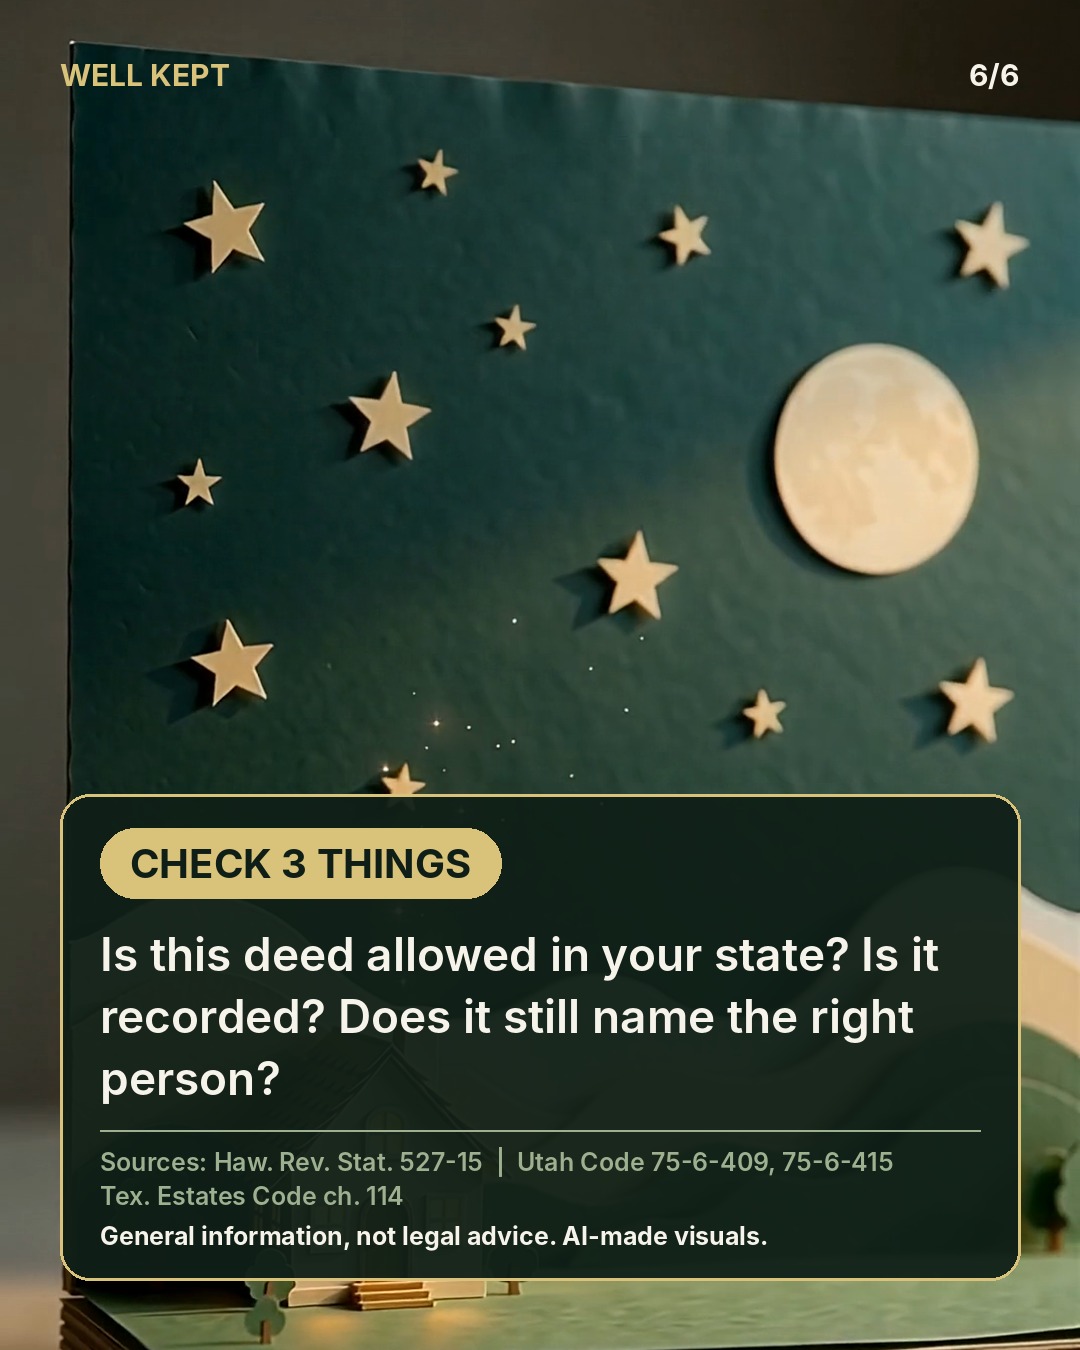 WELL KEPT
6/6
CHECK 3 THINGS
Is this deed allowed in your state? Is it
recorded? Does it still name the right
person?
Sources: Haw. Rev. Stat. 527-15 | Utah Code 75-6-409, 75-6-415
Tex. Estates Code ch. 114
General information, not legal advice. AI-made visuals.